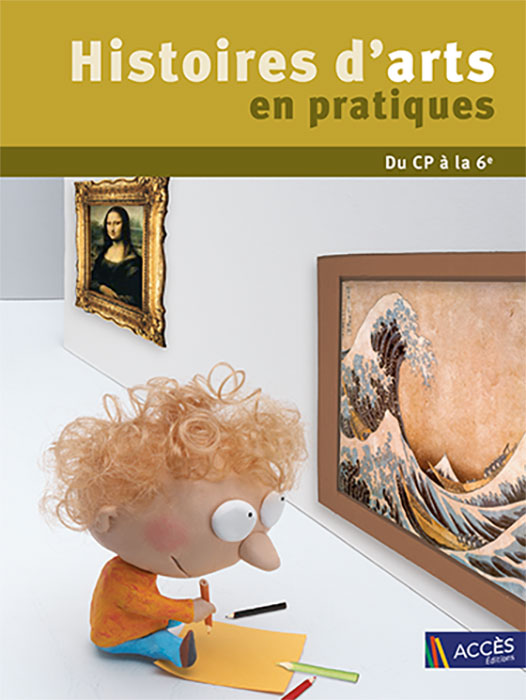 Histoires d'arts
en pratiques
Du CP à la 6e
ACCÈS
Éditions